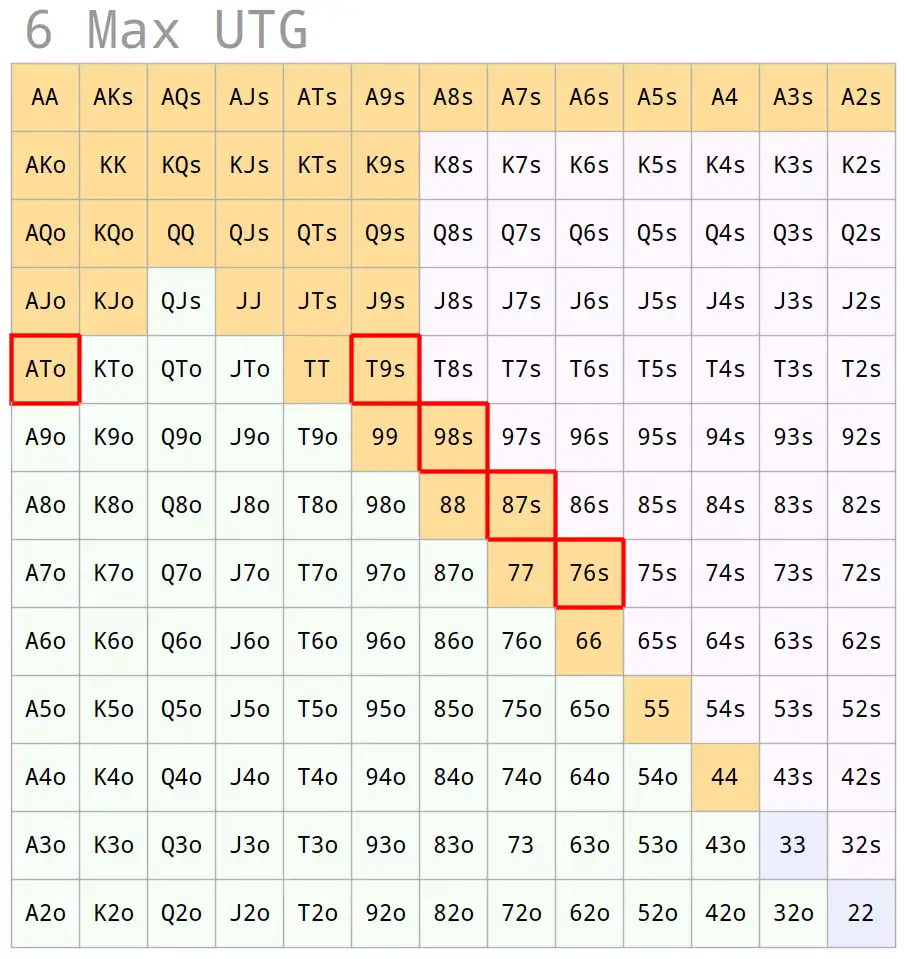 6 Max UTG
AA AKs AQs AJs ATs A9s A8s A7s A6s A5s A4 A3s A2s
AKo KK KQs KJs KTs K9s K8s K7s K6s K5s K4s K3s K2s
AQo KQo QQ QJs QTs Q9s Q8s Q7s Q6s Q5s Q4s Q3s Q2s
AJo KJo QJs JJ JTs J9s J8s J7s J6s J5s J4s J3s J2s
ATo KTo QTo JTo TT T9s T8s T7s T6s T5s T4s T3s T2s
A9o K9o Q9o J9o T9o 99 98s 97s 96s 95s 94s 93s 92s
A8o K8o Q8o J8o T8o 98o 88 87s 86s 85s 84s 83s 82s
A7o K7o Q7o J7o T7o 97o 87o 77 76s 75s 74s 73s 72s
A6o K6o Q6o J6o T6o 96o 86o 76o 66 65s 64s 63s 62s
A5o K5o Q5o J5o T5o 95o 85o 75o 65o 55 54s 53s 52s
A4o K4o Q4o J4o T4o 94o 84o 74o 64o 54o 44 43s 42s
A3o K3o Q3o J3o T3o 93o 83o 73 63o 53o 43o 33 32s
A2o K2o Q2o J2o T2o 92o 82o 72o 62o 52o 42o 32o 22